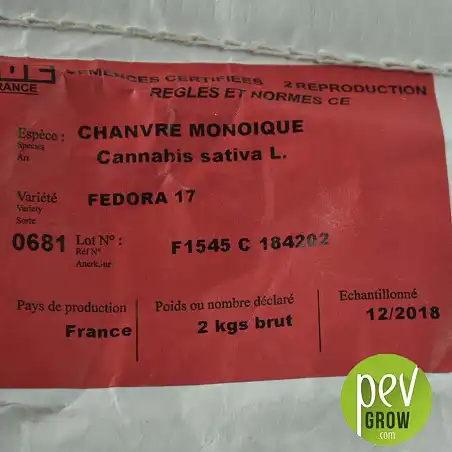 FRANCE
SEMENCES CERTIFIEES 2 REPRODUCTION
REGLES ET NORMES CE
Espèce : CHANVRE MONOIQUE
Species
Art
Cannabis sativa L.
Variété FEDORA 17
Variety
Sorte
0681 Lot N° : F1545 C 184202
Réf N°
Anerk.-nr
Pays de production
France
Poids ou nombre déclaré
2 kgs brut
Echantillonné
12/2018
pev
GROW
.com